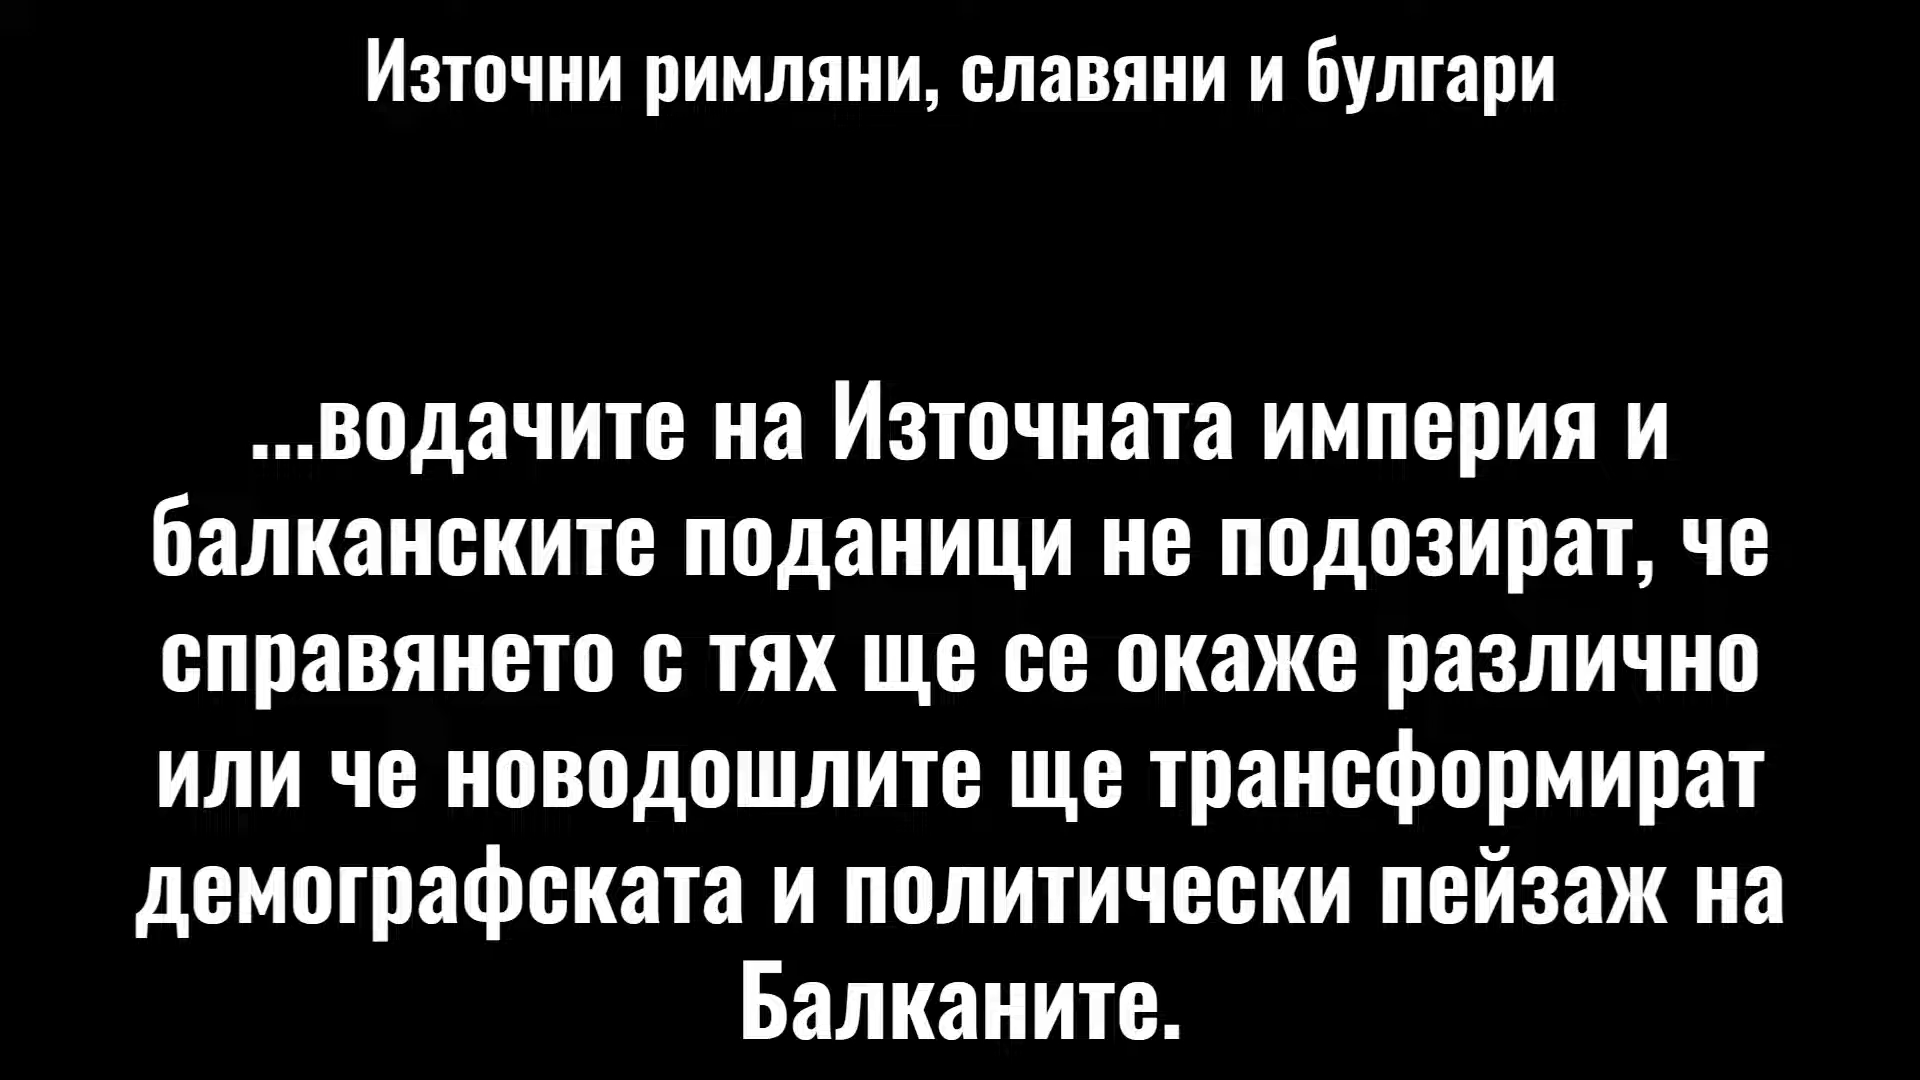 Източни римляни, славяни и булгари
...водачите на Източната империя и
балканските поданици не подозират, че
справянето с тях ще се окаже различно
или че новодошлите ще трансформират
демографската и политически пейзаж на
Балканите.